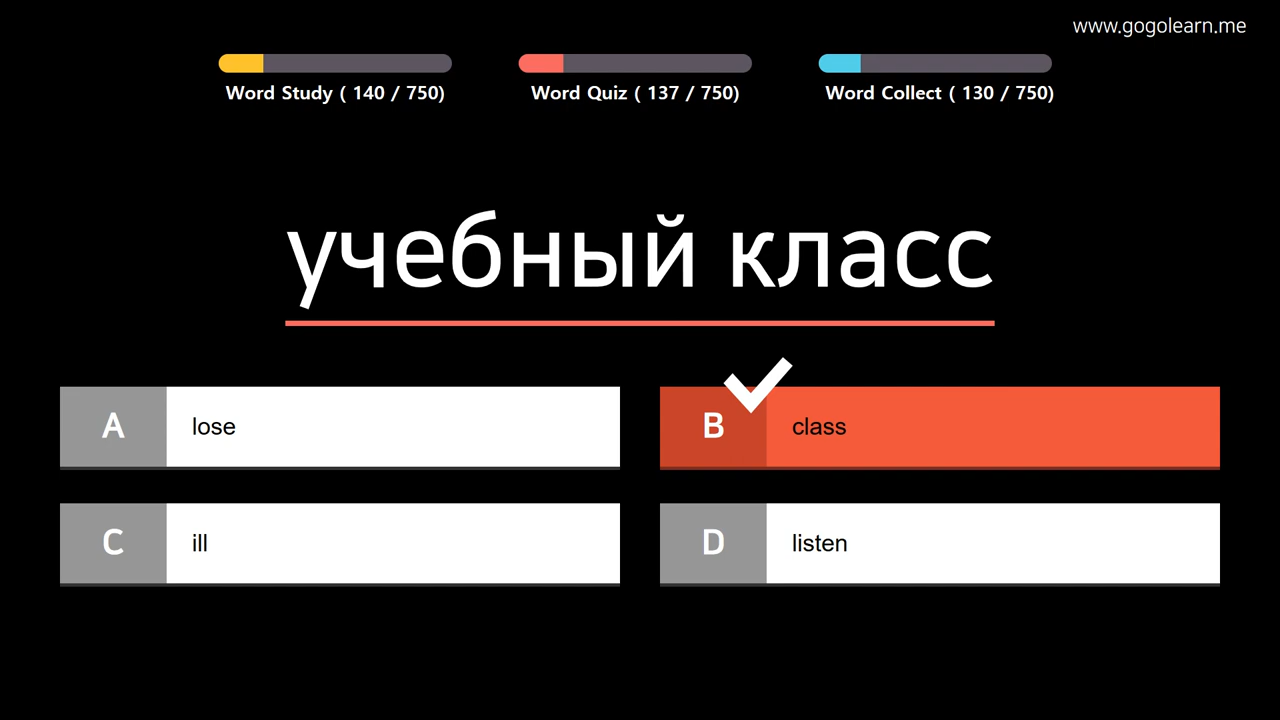 www.gogolearn.me
Word Study ( 140 / 750)
Word Quiz ( 137 / 750)
Word Collect ( 130 / 750)
учебный класс
A
lose
B
class
C
ill
D
listen